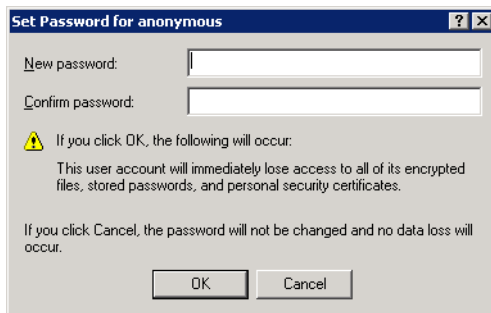 Set Password for anonymous
New password:
Confirm password:
If you click OK, the following will occur:
This user account will immediately lose access to all of its encrypted
files, stored passwords, and personal security certificates.
If you click Cancel, the password will not be changed and no data loss will
occur.
OK Cancel